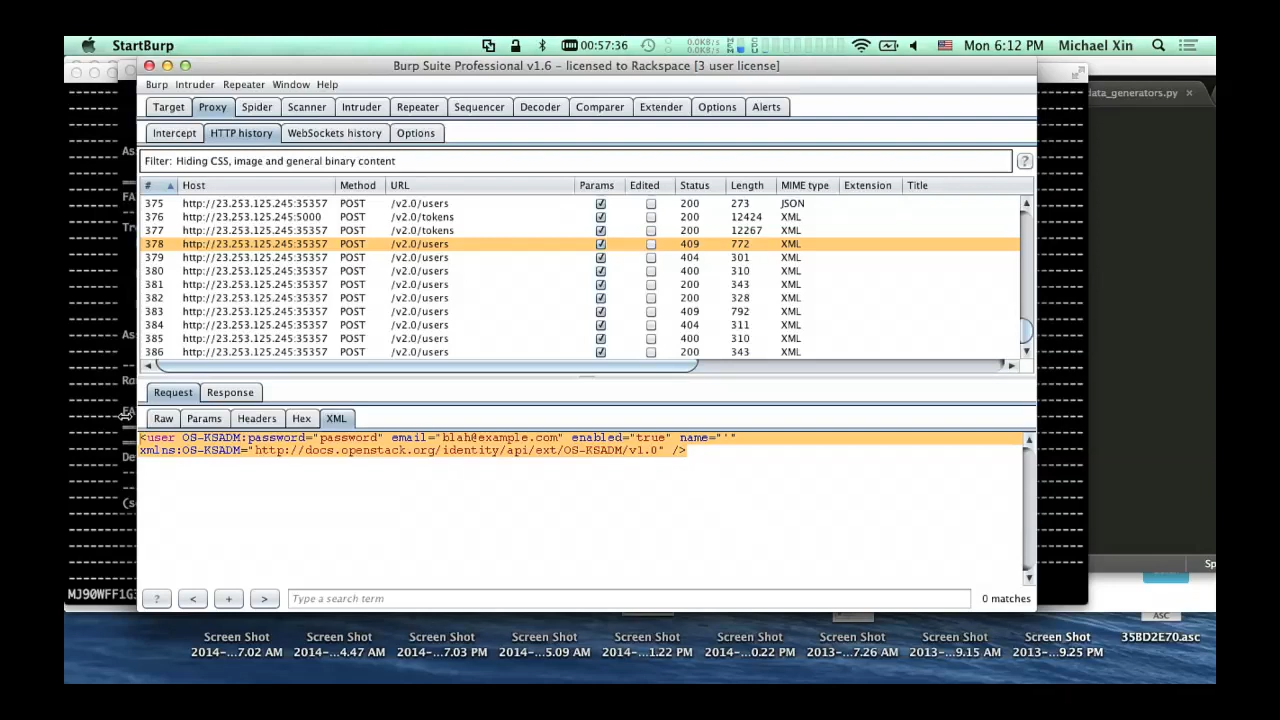 StartBurp 00:57:36 0.0KB/s 0.0KB/s Mon 6:12 PM Michael Xin
Burp Suite Professional v1.6 – licensed to Rackspace [3 user license]
Burp Intruder Repeater Window Help
data_generators.py ×
Target Proxy Spider Scanner Intruder Repeater Sequencer Decoder Comparer Extender Options Alerts
Intercept HTTP history WebSockets history Options
Filter: Hiding CSS, image and general binary content ?
# Host Method URL Params Edited Status Length MIME type Extension Title
375 http://23.253.125.245:35357 POST /v2.0/users 200 273 JSON
376 http://23.253.125.245:5000 POST /v2.0/tokens 200 12424 XML
377 http://23.253.125.245:35357 POST /v2.0/tokens 200 12267 XML
378 http://23.253.125.245:35357 POST /v2.0/users 409 772 XML
379 http://23.253.125.245:35357 POST /v2.0/users 404 301 XML
380 http://23.253.125.245:35357 POST /v2.0/users 400 310 XML
381 http://23.253.125.245:35357 POST /v2.0/users 200 343 XML
382 http://23.253.125.245:35357 POST /v2.0/users 200 328 XML
383 http://23.253.125.245:35357 POST /v2.0/users 409 792 XML
384 http://23.253.125.245:35357 POST /v2.0/users 404 311 XML
385 http://23.253.125.245:35357 POST /v2.0/users 400 310 XML
386 http://23.253.125.245:35357 POST /v2.0/users 200 343 XML
Request Response
Raw Params Headers Hex XML
<user OS-KSADM:password="password" email="blah@example.com" enabled="true" name="'"
xmlns:OS-KSADM="http://docs.openstack.org/identity/api/ext/OS-KSADM/v1.0" />
As
FA
Tr
As
Ra
FA
De
(s
Sp
MJ90WFF1G
? < + > Type a search term 0 matches
ASC
Screen Shot Screen Shot Screen Shot Screen Shot Screen Shot Screen Shot Screen Shot Screen Shot Screen Shot 35BD2E70.asc
2014-...7.02 AM 2014-...4.47 AM 2014-...7.03 PM 2014-...5.09 AM 2014-...1.22 PM 2014-...0.22 PM 2013-...7.26 AM 2013-...9.15 AM 2013-...9.25 PM